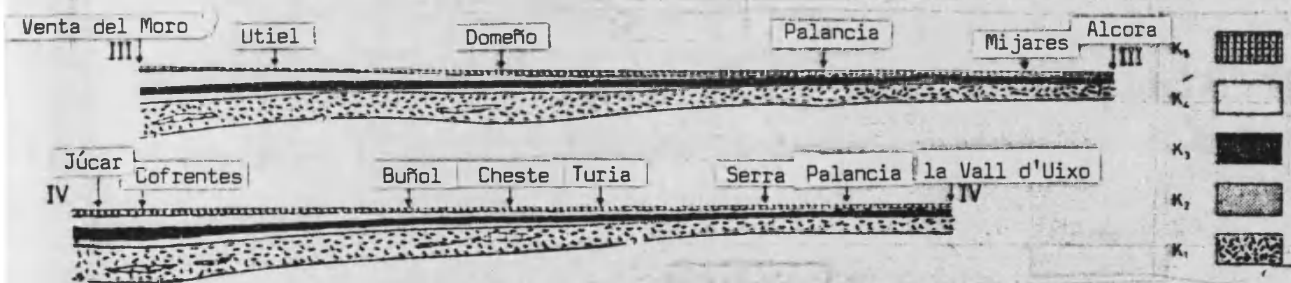 Venta del Moro
Utiel
Domeño
Palancia
Mijares
Alcora
III
III
Júcar
Cofrentes
Buñol
Cheste
Turia
Serra
Palancia
la Vall d'Uixo
IV
IV
K5
K4
K3
K2
K1